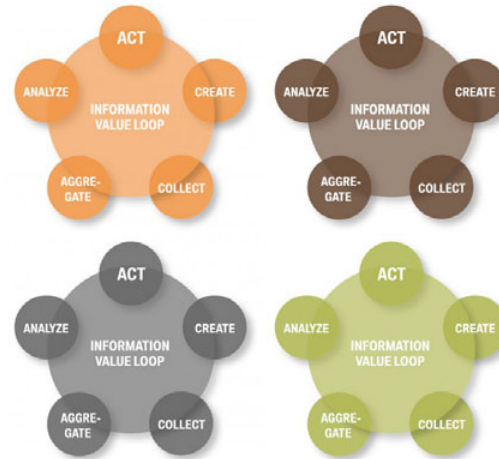 ACT
ANALYZE
CREATE
INFORMATION
VALUE LOOP
AGGRE-
GATE
COLLECT
ACT
ANALYZE
CREATE
INFORMATION
VALUE LOOP
AGGRE-
GATE
COLLECT
ACT
ANALYZE
CREATE
INFORMATION
VALUE LOOP
AGGRE-
GATE
COLLECT
ACT
ANALYZE
CREATE
INFORMATION
VALUE LOOP
AGGRE-
GATE
COLLECT